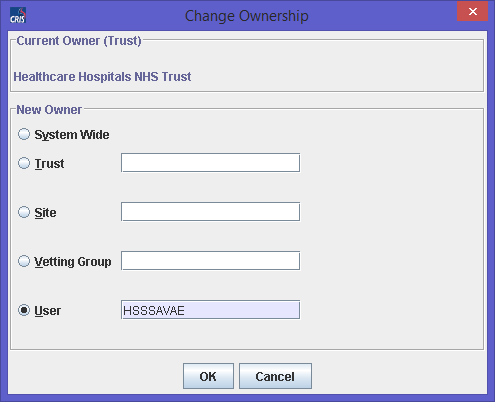 CRIS
Change Ownership
Current Owner (Trust)
Healthcare Hospitals NHS Trust
New Owner
System Wide
Trust
Site
Vetting Group
User HSSSAVAE
OK Cancel